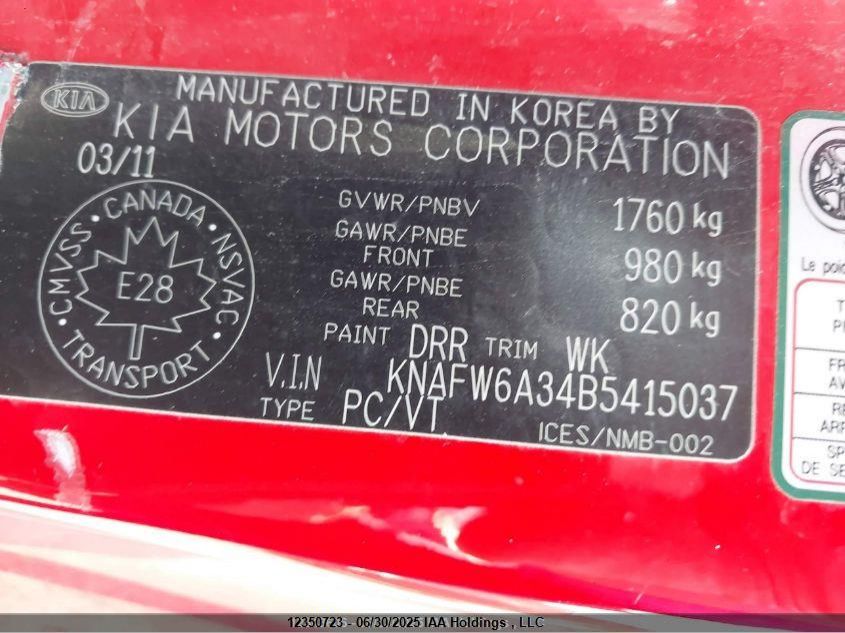 KIA
MANUFACTURED IN KOREA BY
KIA MOTORS CORPORATION
03/11
GVWR/PNBV 1760 kg
GAWR/PNBE
FRONT 980 kg
GAWR/PNBE
REAR 820 kg
PAINT DRR TRIM WK
V.I.N KNAFW6A34B5415037
TYPE PC/VT
ICES/NMB-002
CMVSS · CANADA · NSVAC ·
E28
TRANSPORT
Le
DE
12350723 - 06/30/2025 IAA Holdings , LLC